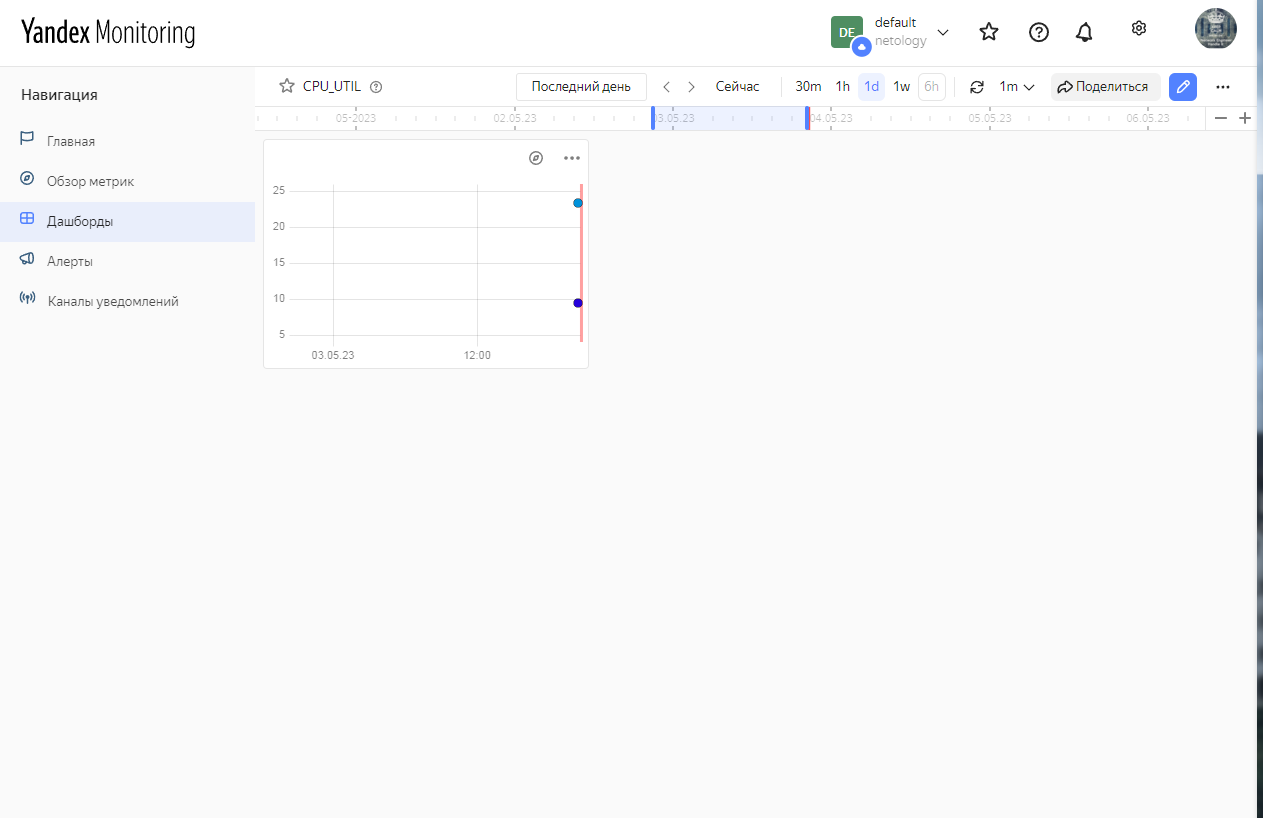 Yandex Monitoring
DE
default
netology
Навигация
Главная
Обзор метрик
Дашборды
Алерты
Каналы уведомлений
CPU_UTIL
Последний день
Сейчас
30m 1h 1d 1w 6h
1m
Поделиться
05-2023 02.05.23 03.05.23 04.05.23 05.05.23 06.05.23
25
20
15
10
5
03.05.23 12:00